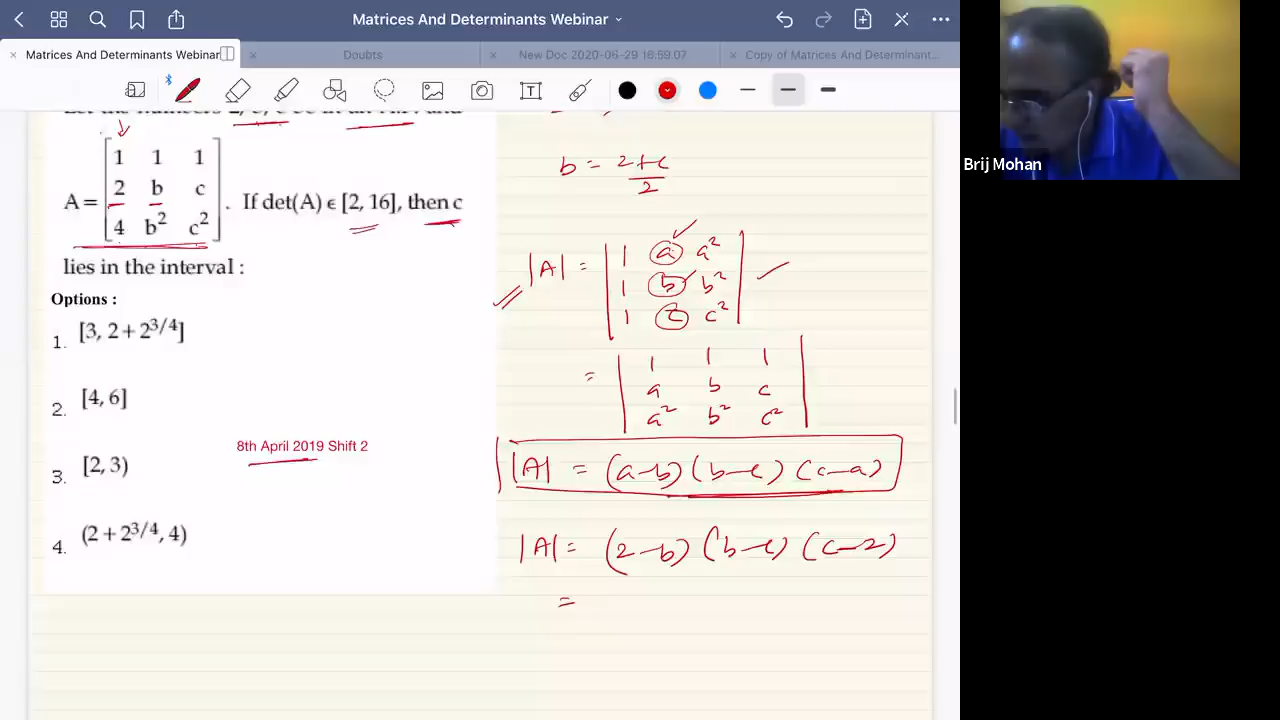 Matrices And Determinants Webinar
Matrices And Determinants Webinar
Doubts
New Doc 2020-06-29 16:59:07
Copy of Matrices And Determinant...
b = 2+c
2
A = [1 1 1
2 b c
4 b² c²] . If det(A) ϵ [2, 16], then c
lies in the interval :
Options :
1. [3, 2 + 2^3/4]
2. [4, 6]
8th April 2019 Shift 2
3. [2, 3)
4. (2 + 2^3/4, 4)
|A| = |1 a a²
1 b b²
1 c c²|
= |1 1 1
a b c
a² b² c²|
|A| = (a-b) (b-c) (c-a)
|A| = (2-b) (b-c) (c-2)
=
Brij Mohan